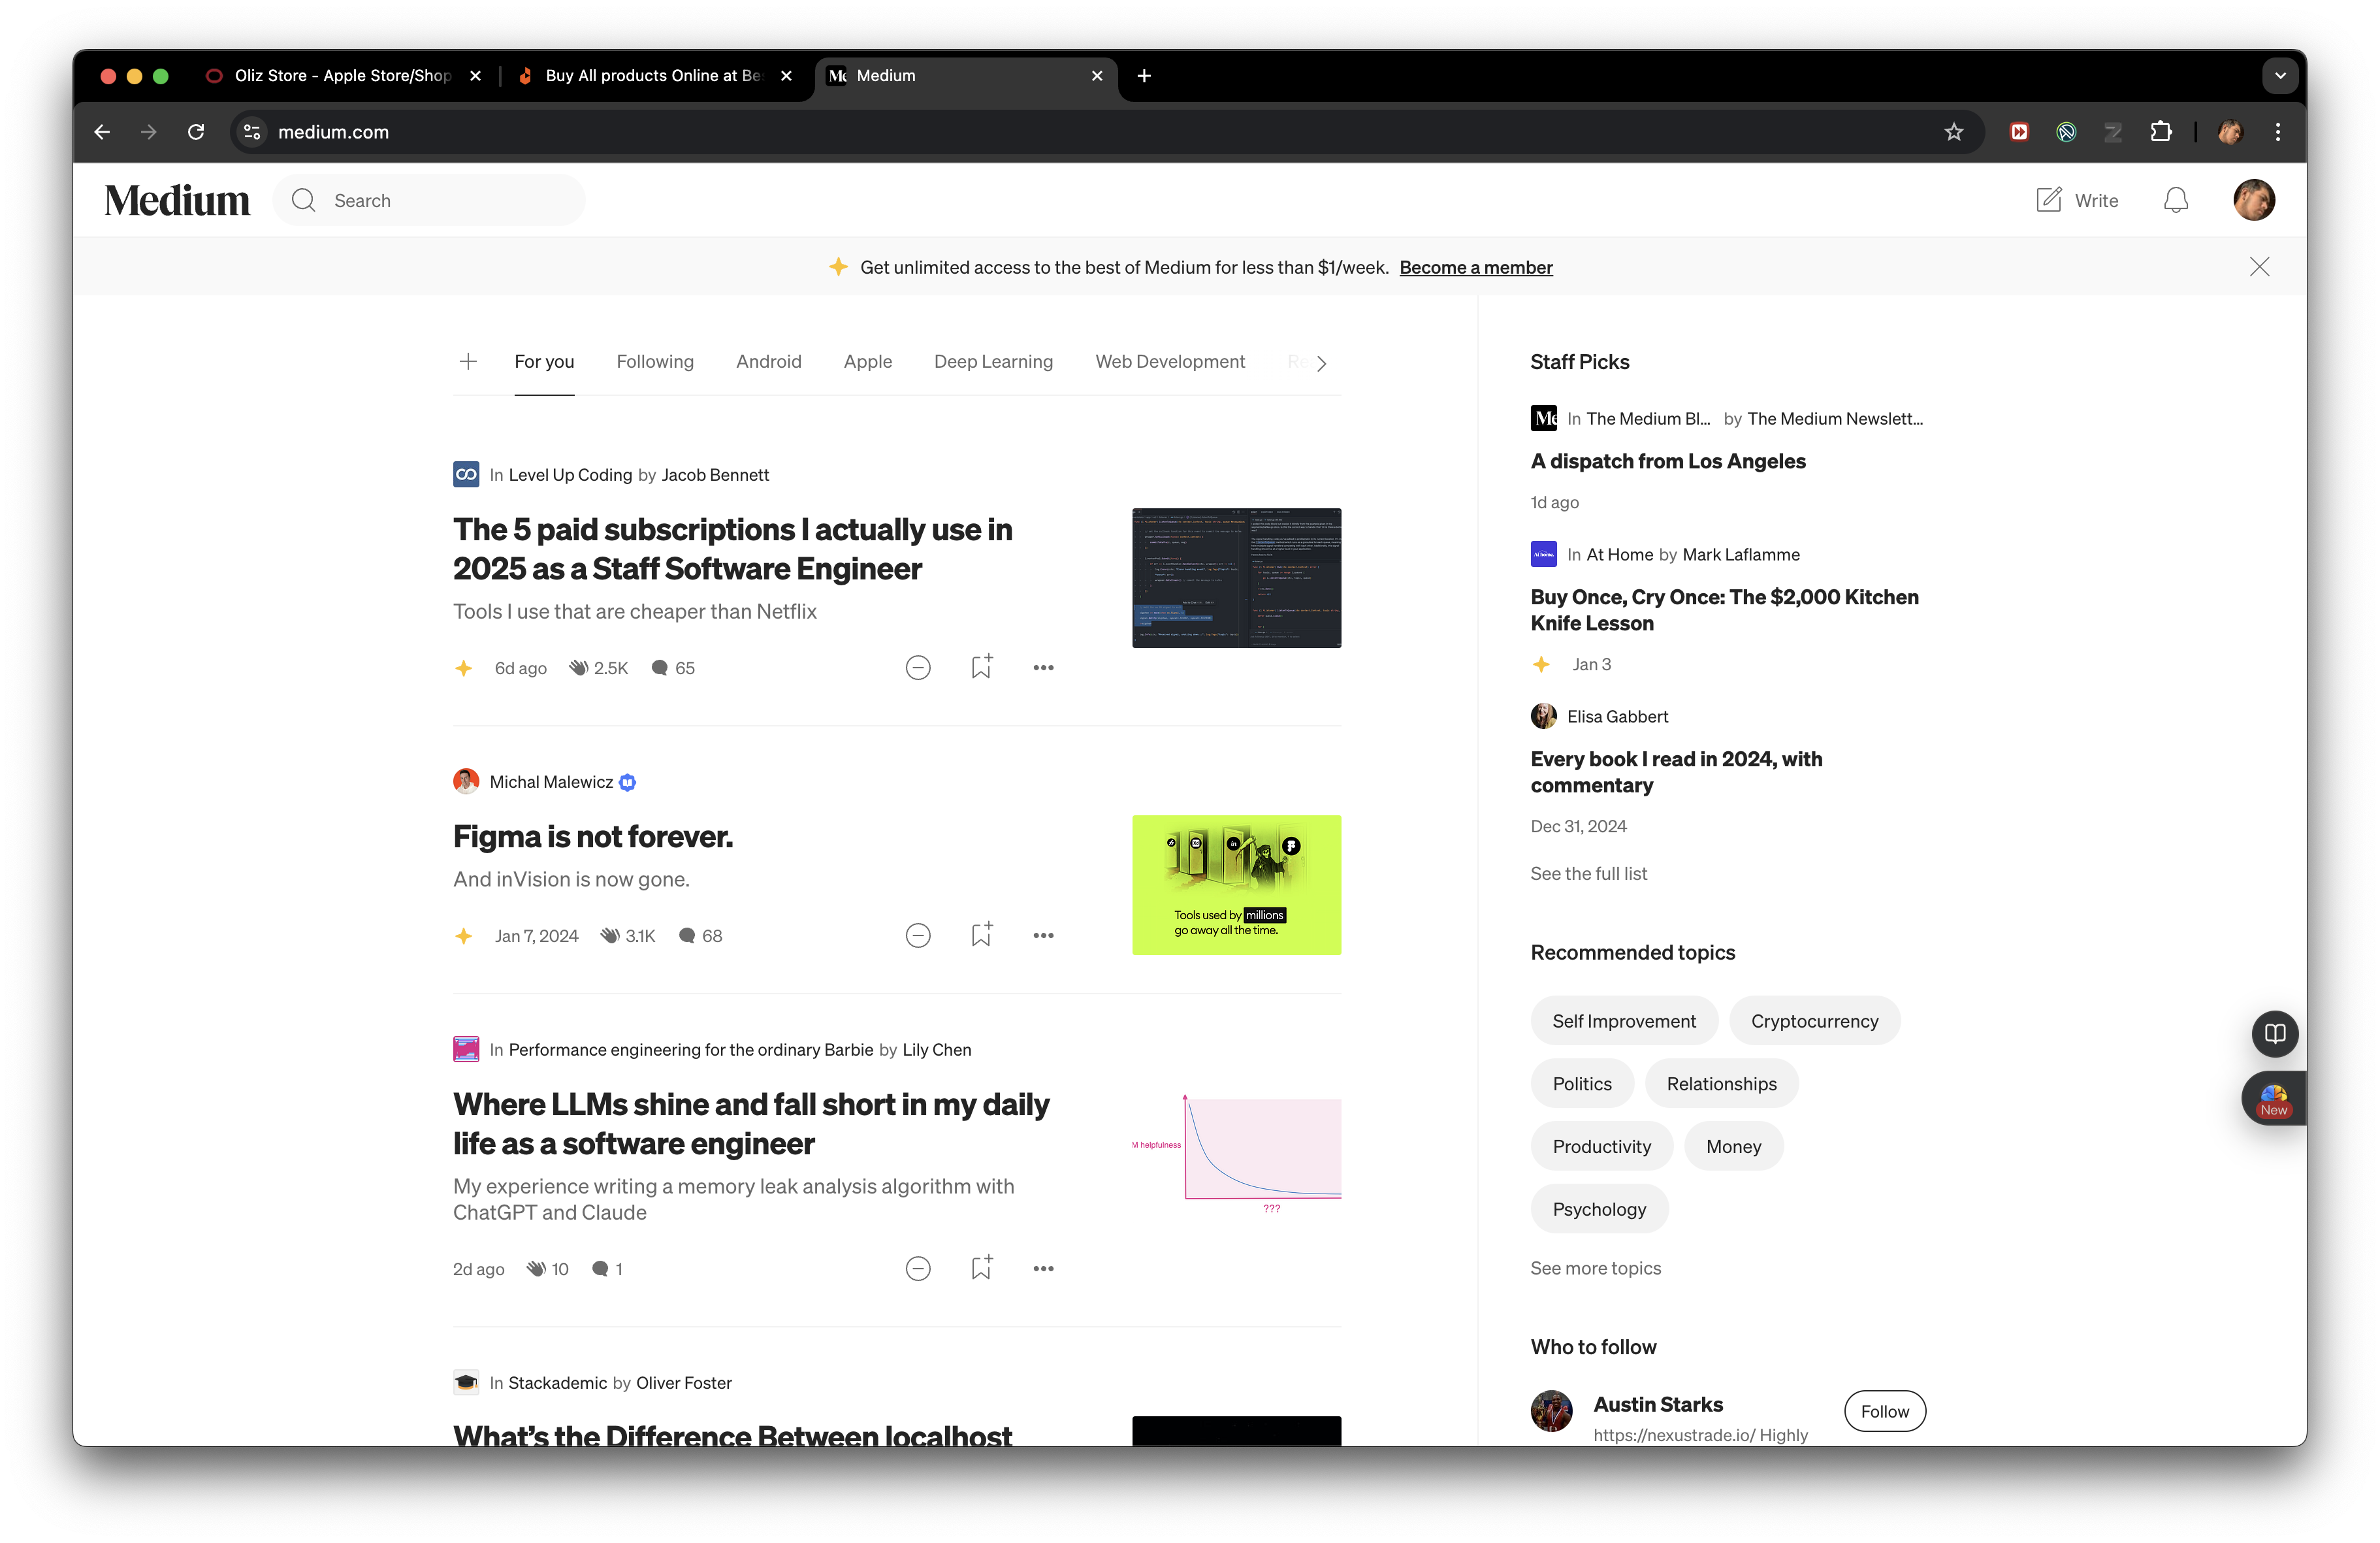 Oliz Store - Apple Store/Shop
Buy All products Online at Be
Medium
medium.com
Medium
Search
Write
Get unlimited access to the best of Medium for less than $1/week. Become a member
For you
Following
Android
Apple
Deep Learning
Web Development
Re
In Level Up Coding by Jacob Bennett
The 5 paid subscriptions I actually use in
2025 as a Staff Software Engineer
Tools I use that are cheaper than Netflix
6d ago
2.5K
65
Michal Malewicz
Figma is not forever.
And inVision is now gone.
Jan 7, 2024
3.1K
68
Tools used by millions
go away all the time.
In Performance engineering for the ordinary Barbie by Lily Chen
Where LLMs shine and fall short in my daily
life as a software engineer
My experience writing a memory leak analysis algorithm with
ChatGPT and Claude
2d ago
10
1
M helpfulness
???
In Stackademic by Oliver Foster
What's the Difference Between localhost
Staff Picks
In The Medium Bl... by The Medium Newslett...
A dispatch from Los Angeles
1d ago
In At Home by Mark Laflamme
Buy Once, Cry Once: The $2,000 Kitchen
Knife Lesson
Jan 3
Elisa Gabbert
Every book I read in 2024, with
commentary
Dec 31, 2024
See the full list
Recommended topics
Self Improvement
Cryptocurrency
Politics
Relationships
Productivity
Money
Psychology
See more topics
Who to follow
Austin Starks
https://nexustrade.io/ Highly
Follow
New